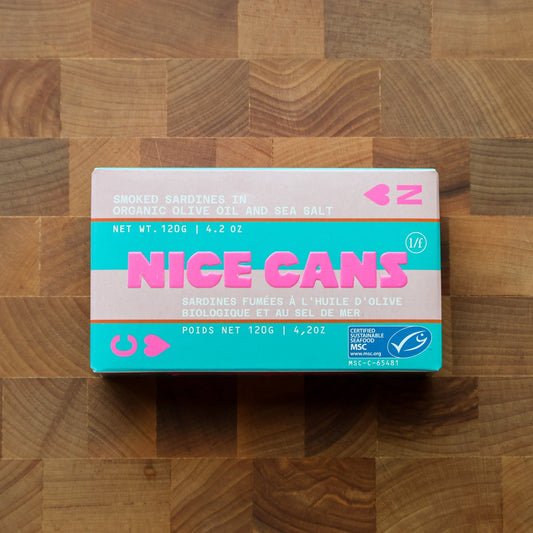 SMOKED SARDINES IN
ORGANIC OLIVE OIL AND SEA SALT
N
NET WT. 120G | 4.2 OZ
1/f
NICE CANS
SARDINES FUMÉES À L'HUILE D'OLIVE
BIOLOGIQUE ET AU SEL DE MER
C
POIDS NET 120G | 4,2OZ
CERTIFIED
SUSTAINABLE
SEAFOOD
MSC
www.msc.org
MSC-C-65481